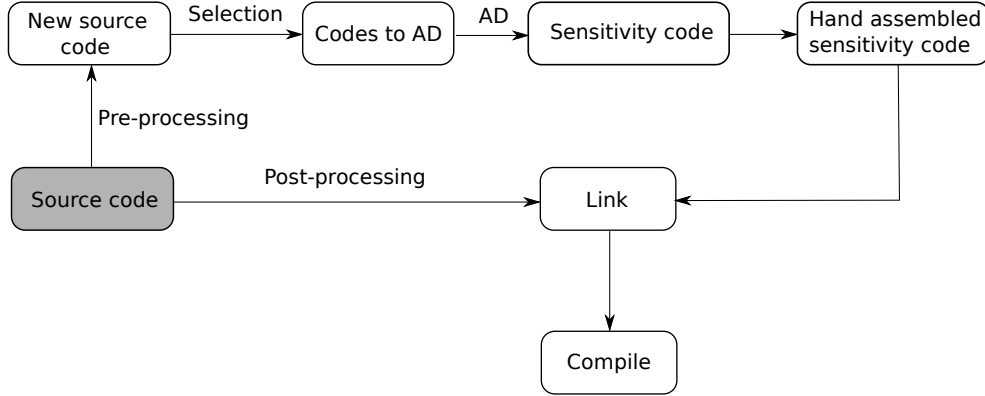 New source
code
Selection
Codes to AD
AD
Sensitivity code
Hand assembled
sensitivity code
Pre-processing
Source code
Post-processing
Link
Compile